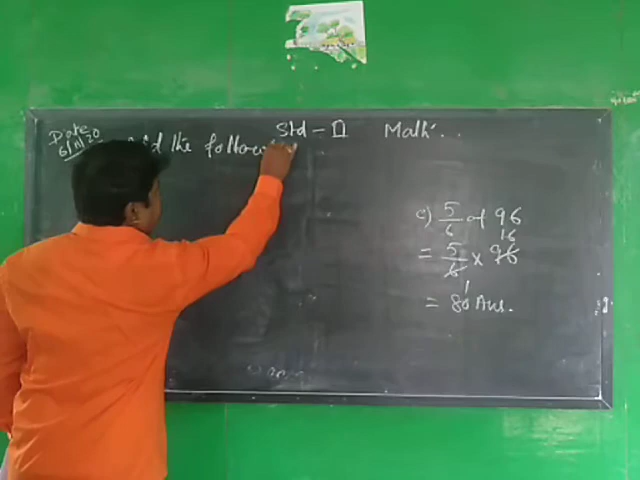 Std - II Math's..
Date
6/11/20
the follow
c) 5/6 of 96
= 5/6 × 96
16
1
= 80 Ans.